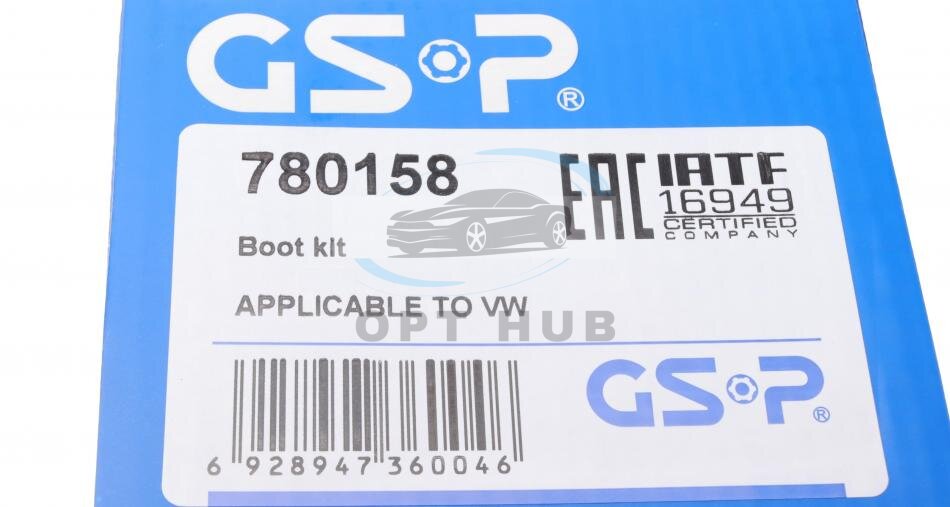 GSP®
780158
EAC
IATF
16949
CERTIFIED
COMPANY
Boot kit
APPLICABLE TO VW
OPT HUB
6 928947 360046
GSP®